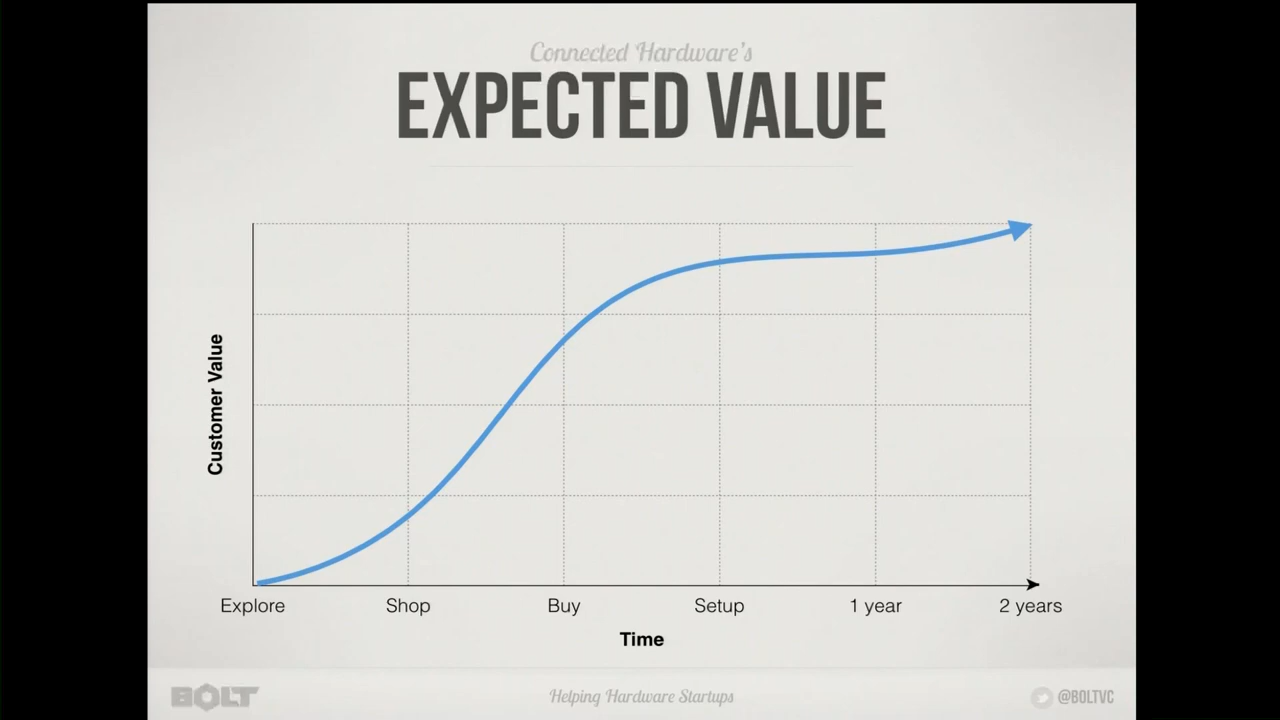 Connected Hardware's
EXPECTED VALUE
Customer Value
Explore Shop Buy Setup 1 year 2 years
Time
BOLT Helping Hardware Startups @BOLTVC